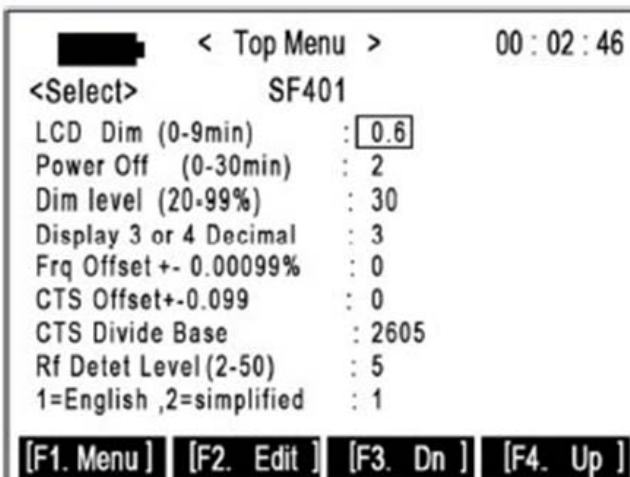 < Top Menu > 00 : 02 : 46
<Select> SF401
LCD Dim (0-9min) : 0.6
Power Off (0-30min) : 2
Dim level (20-99%) : 30
Display 3 or 4 Decimal : 3
Frq Offset +- 0.00099% : 0
CTS Offset+-0.099 : 0
CTS Divide Base : 2605
Rf Detet Level (2-50) : 5
1=English ,2=simplified : 1
[F1. Menu ] [F2. Edit ] [F3. Dn ] [F4. Up ]